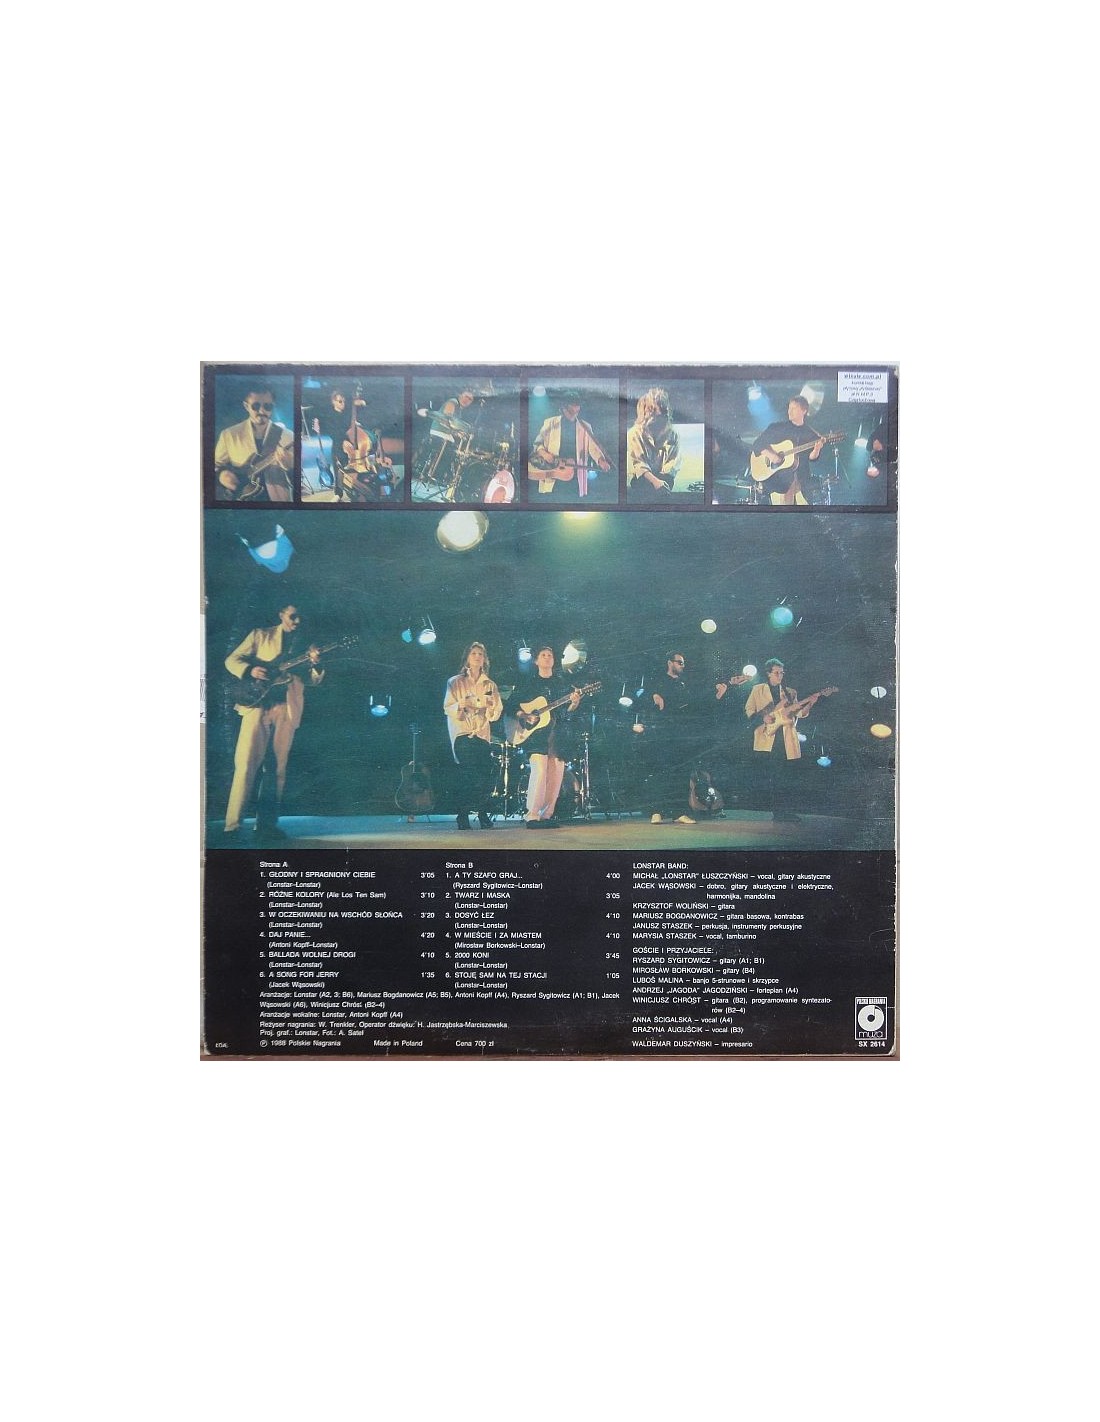 winyle.com.pl
Strona A
1. GŁODNY I SPRAGNIONY CIEBIE 3'05
(Lonstar–Lonstar)
2. RÓŻNE KOLORY (Ale Los Ten Sam) 3'10
(Lonstar–Lonstar)
3. W OCZEKIWANIU NA WSCHÓD SŁOŃCA 3'20
(Lonstar–Lonstar)
4. DAJ PANIE... 4'20
(Antoni Kopff–Lonstar)
5. BALLADA WOLNEJ DROGI 4'10
(Lonstar–Lonstar)
6. A SONG FOR JERRY 1'35
(Jacek Wąsowski)
Strona B
1. A TY SZAFO GRAJ... 4'00
(Ryszard Sygitowicz–Lonstar)
2. TWARZ I MASKA 3'05
(Lonstar–Lonstar)
3. DOSYĆ ŁEZ 4'10
(Lonstar–Lonstar)
4. W MIEŚCIE I ZA MIASTEM 4'10
(Mirosław Borkowski–Lonstar)
5. 2000 KONI 3'45
(Lonstar–Lonstar)
6. STOJĘ SAM NA TEJ STACJI 1'05
(Lonstar–Lonstar)
Aranżacje: Lonstar (A2, 3; B6), Mariusz Bogdanowicz (A5; B5), Antoni Kopff (A4), Ryszard Sygitowicz (A1; B1), Jacek
Wąsowski (A6), Winicjusz Chróst (B2–4)
Aranżacje wokalne: Lonstar, Antoni Kopff (A4)
Reżyser nagrania: W. Trenkler, Operator dźwięku: H. Jastrzębska-Marciszewska
Proj. graf.: Lonstar, Fot.: A. Satel
℗ 1988 Polskie Nagrania Made in Poland Cena 700 zł
LONSTAR BAND:
MICHAŁ „LONSTAR" ŁUSZCZYŃSKI – vocal, gitary akustyczne
JACEK WĄSOWSKI – dobro, gitary akustyczne i elektryczne,
harmonijka, mandolina
KRZYSZTOF WOLIŃSKI – gitara
MARIUSZ BOGDANOWICZ – gitara basowa, kontrabas
JANUSZ STASZEK – perkusja, instrumenty perkusyjne
MARYSIA STASZEK – vocal, tamburino
GOŚCIE I PRZYJACIELE:
RYSZARD SYGITOWICZ – gitary (A1; B1)
MIROSŁAW BORKOWSKI – gitary (B4)
LUBOŠ MALINA – banjo 5-strunowe i skrzypce
ANDRZEJ „JAGODA" JAGODZIŃSKI – fortepian (A4)
WINICJUSZ CHRÓST – gitara (B2), programowanie syntezato-
rów (B2–4)
ANNA ŚCIGALSKA – vocal (A4)
GRAŻYNA AUGUŚCIK – vocal (B3)
WALDEMAR DUSZYŃSKI – impresario
POLSKIE NAGRANIA
muza
SX 2614